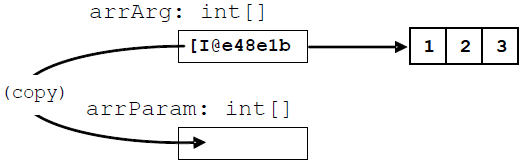 arrArg: int[]
[I@e48e1b
1 2 3
(copy)
arrParam: int[]